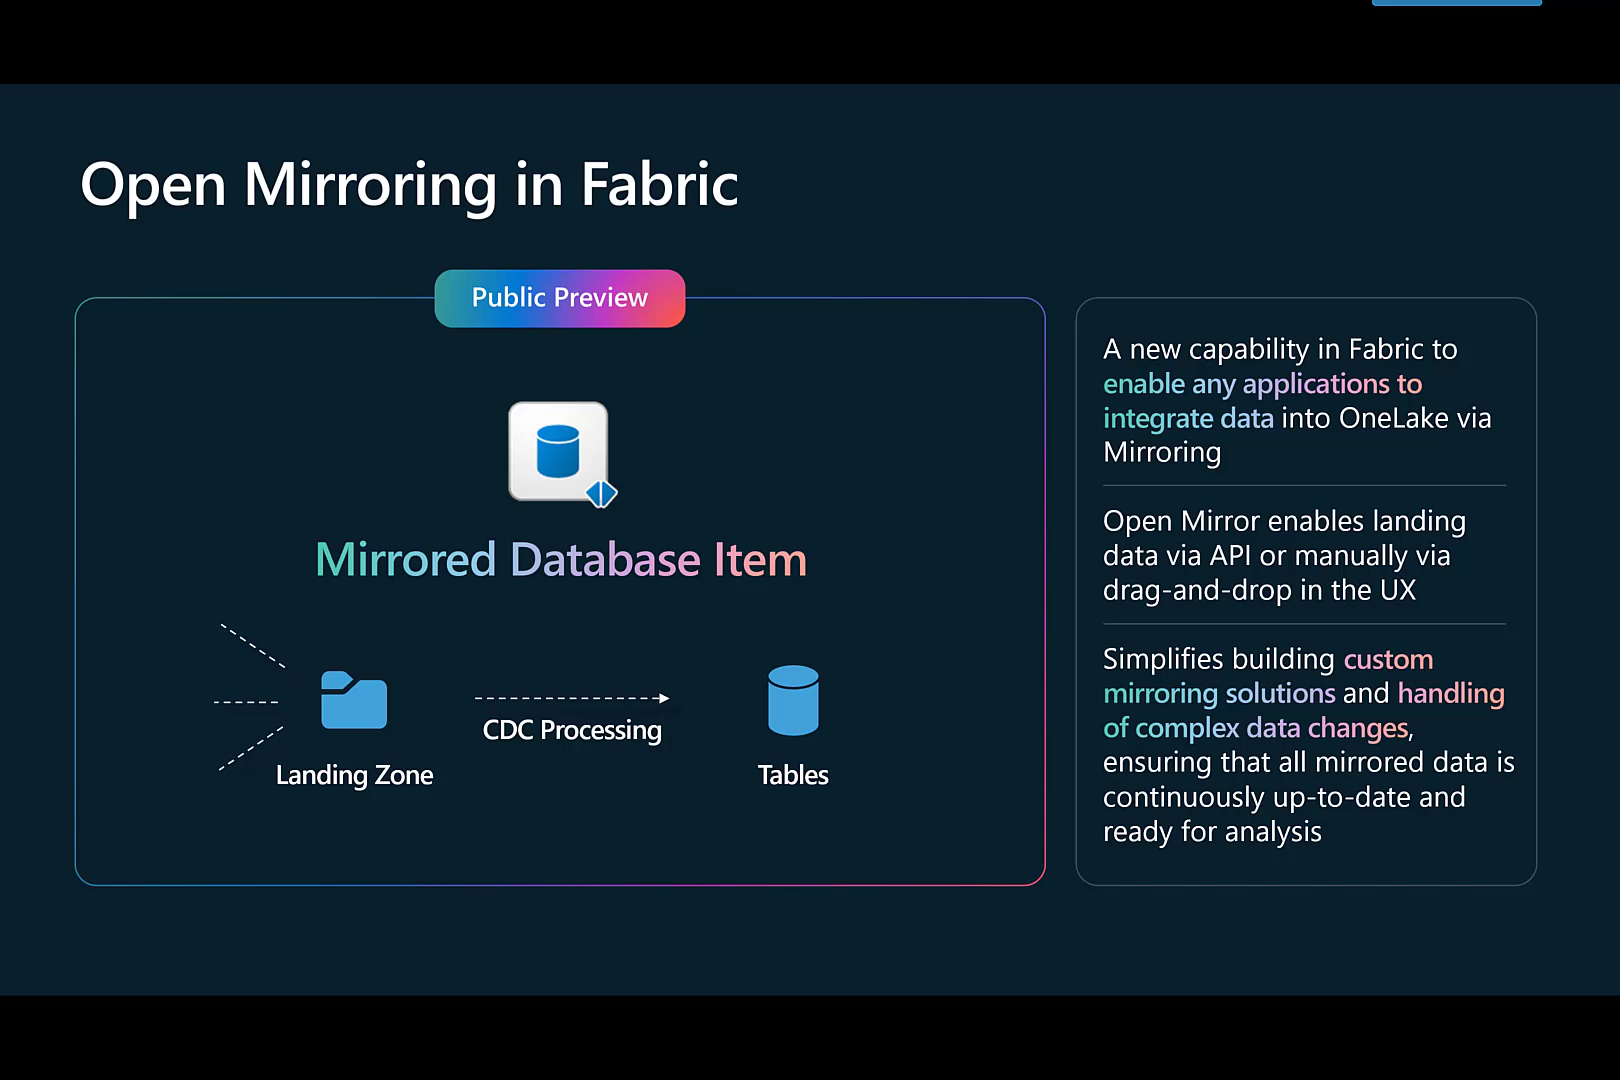 Open Mirroring in Fabric
Public Preview
Mirrored Database Item
Landing Zone
CDC Processing
Tables
A new capability in Fabric to
enable any applications to
integrate data into OneLake via
Mirroring
Open Mirror enables landing
data via API or manually via
drag-and-drop in the UX
Simplifies building custom
mirroring solutions and handling
of complex data changes,
ensuring that all mirrored data is
continuously up-to-date and
ready for analysis